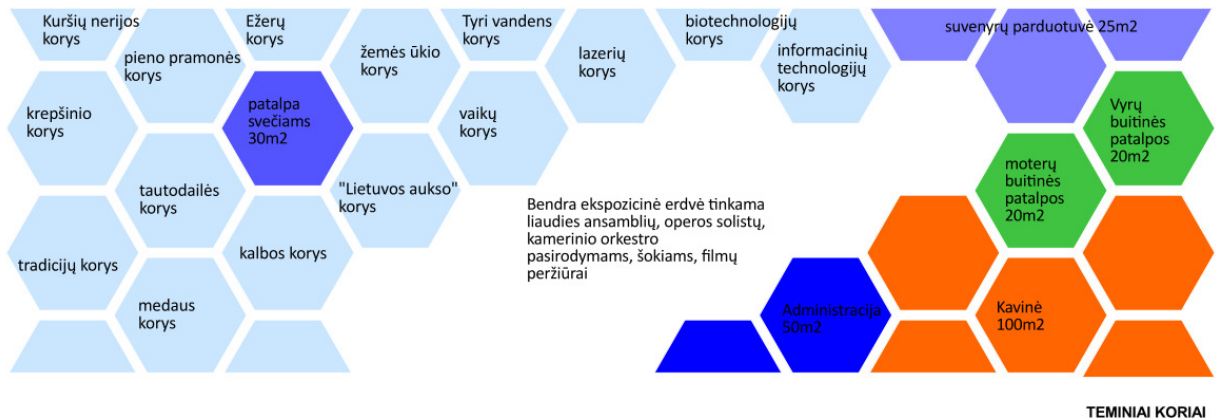 Kuršių nerijos
korys
pieno pramonės
korys
Ežerų
korys
žemės ūkio
korys
Tyri vandens
korys
lazerių
korys
biotechnologijų
korys
informacinių
technologijų
korys
suvenyrų parduotuvė 25m2
krepšinio
korys
patalpa
svečiams
30m2
vaikų
korys
Vyrų
buitinės
patalpos
20m2
tautodailės
korys
"Lietuvos aukso"
korys
moterų
buitinės
patalpos
20m2
Bendra ekspozicinė erdvė tinkama
liaudies ansamblių, operos solistų,
kamerinio orkestro
pasirodymams, šokiams, filmų
peržiūrai
tradicijų korys
kalbos korys
medaus
korys
Administracija
50m2
Kavinė
100m2
TEMINIAI KORIAI